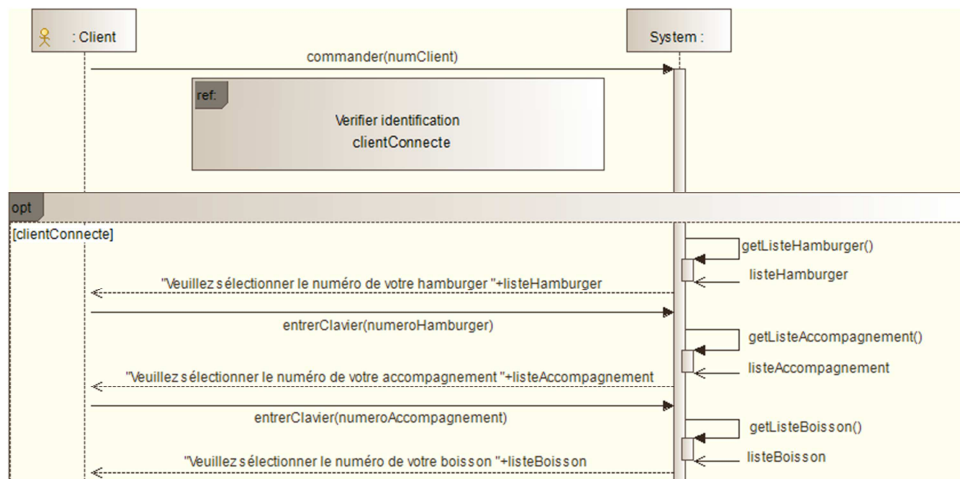 : Client
System :
commander(numClient)
ref:
Verifier identification
clientConnecte
opt
[clientConnecte]
getListeHamburger()
listeHamburger
"Veuillez sélectionner le numéro de votre hamburger "+listeHamburger
entrerClavier(numeroHamburger)
getListeAccompagnement()
listeAccompagnement
"Veuillez sélectionner le numéro de votre accompagnement "+listeAccompagnement
entrerClavier(numeroAccompagnement)
getListeBoisson()
listeBoisson
"Veuillez sélectionner le numéro de votre boisson "+listeBoisson